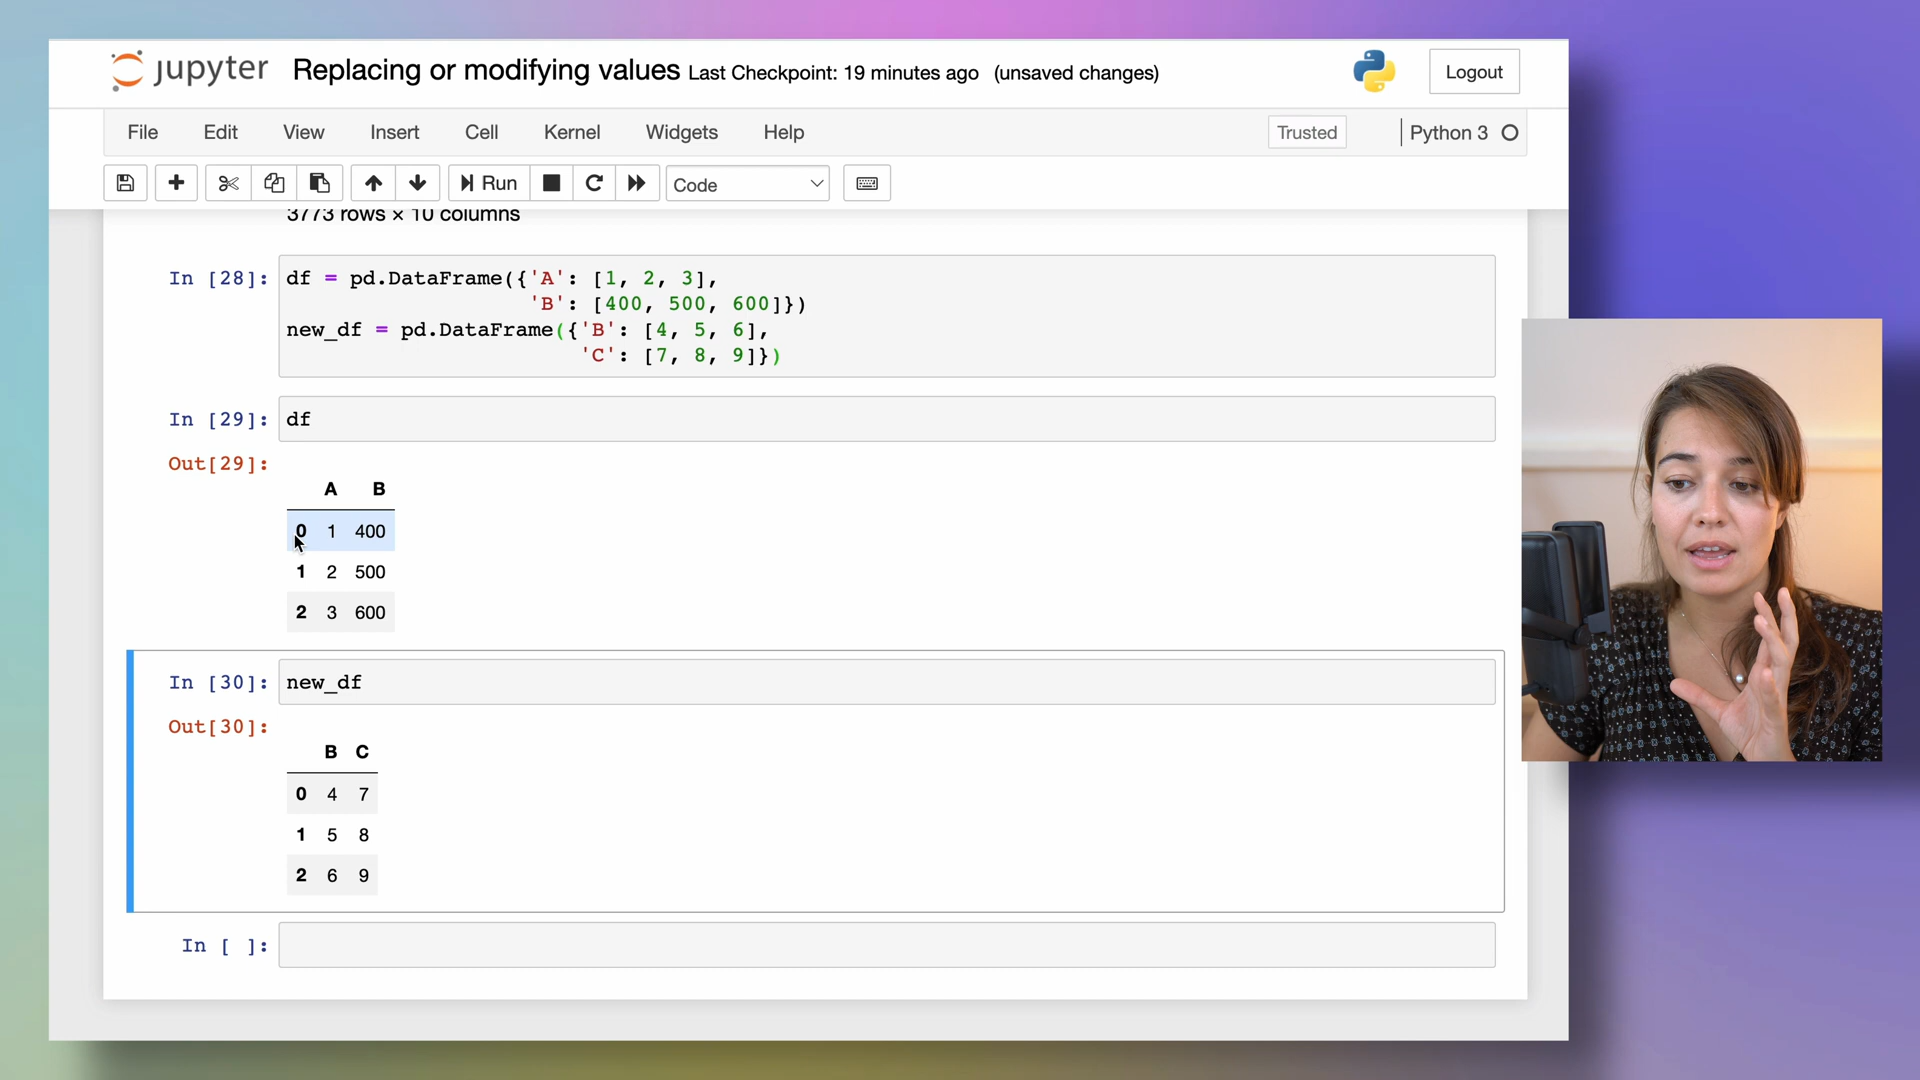 jupyter Replacing or modifying values Last Checkpoint: 19 minutes ago (unsaved changes) Logout
File Edit View Insert Cell Kernel Widgets Help Trusted Python 3
Run Code
3773 rows × 10 columns
In [28]: df = pd.DataFrame({'A': [1, 2, 3],
'B': [400, 500, 600]})
new_df = pd.DataFrame({'B': [4, 5, 6],
'C': [7, 8, 9]})
In [29]: df
Out[29]:
A B
0 1 400
1 2 500
2 3 600
In [30]: new_df
Out[30]:
B C
0 4 7
1 5 8
2 6 9
In [ ]: